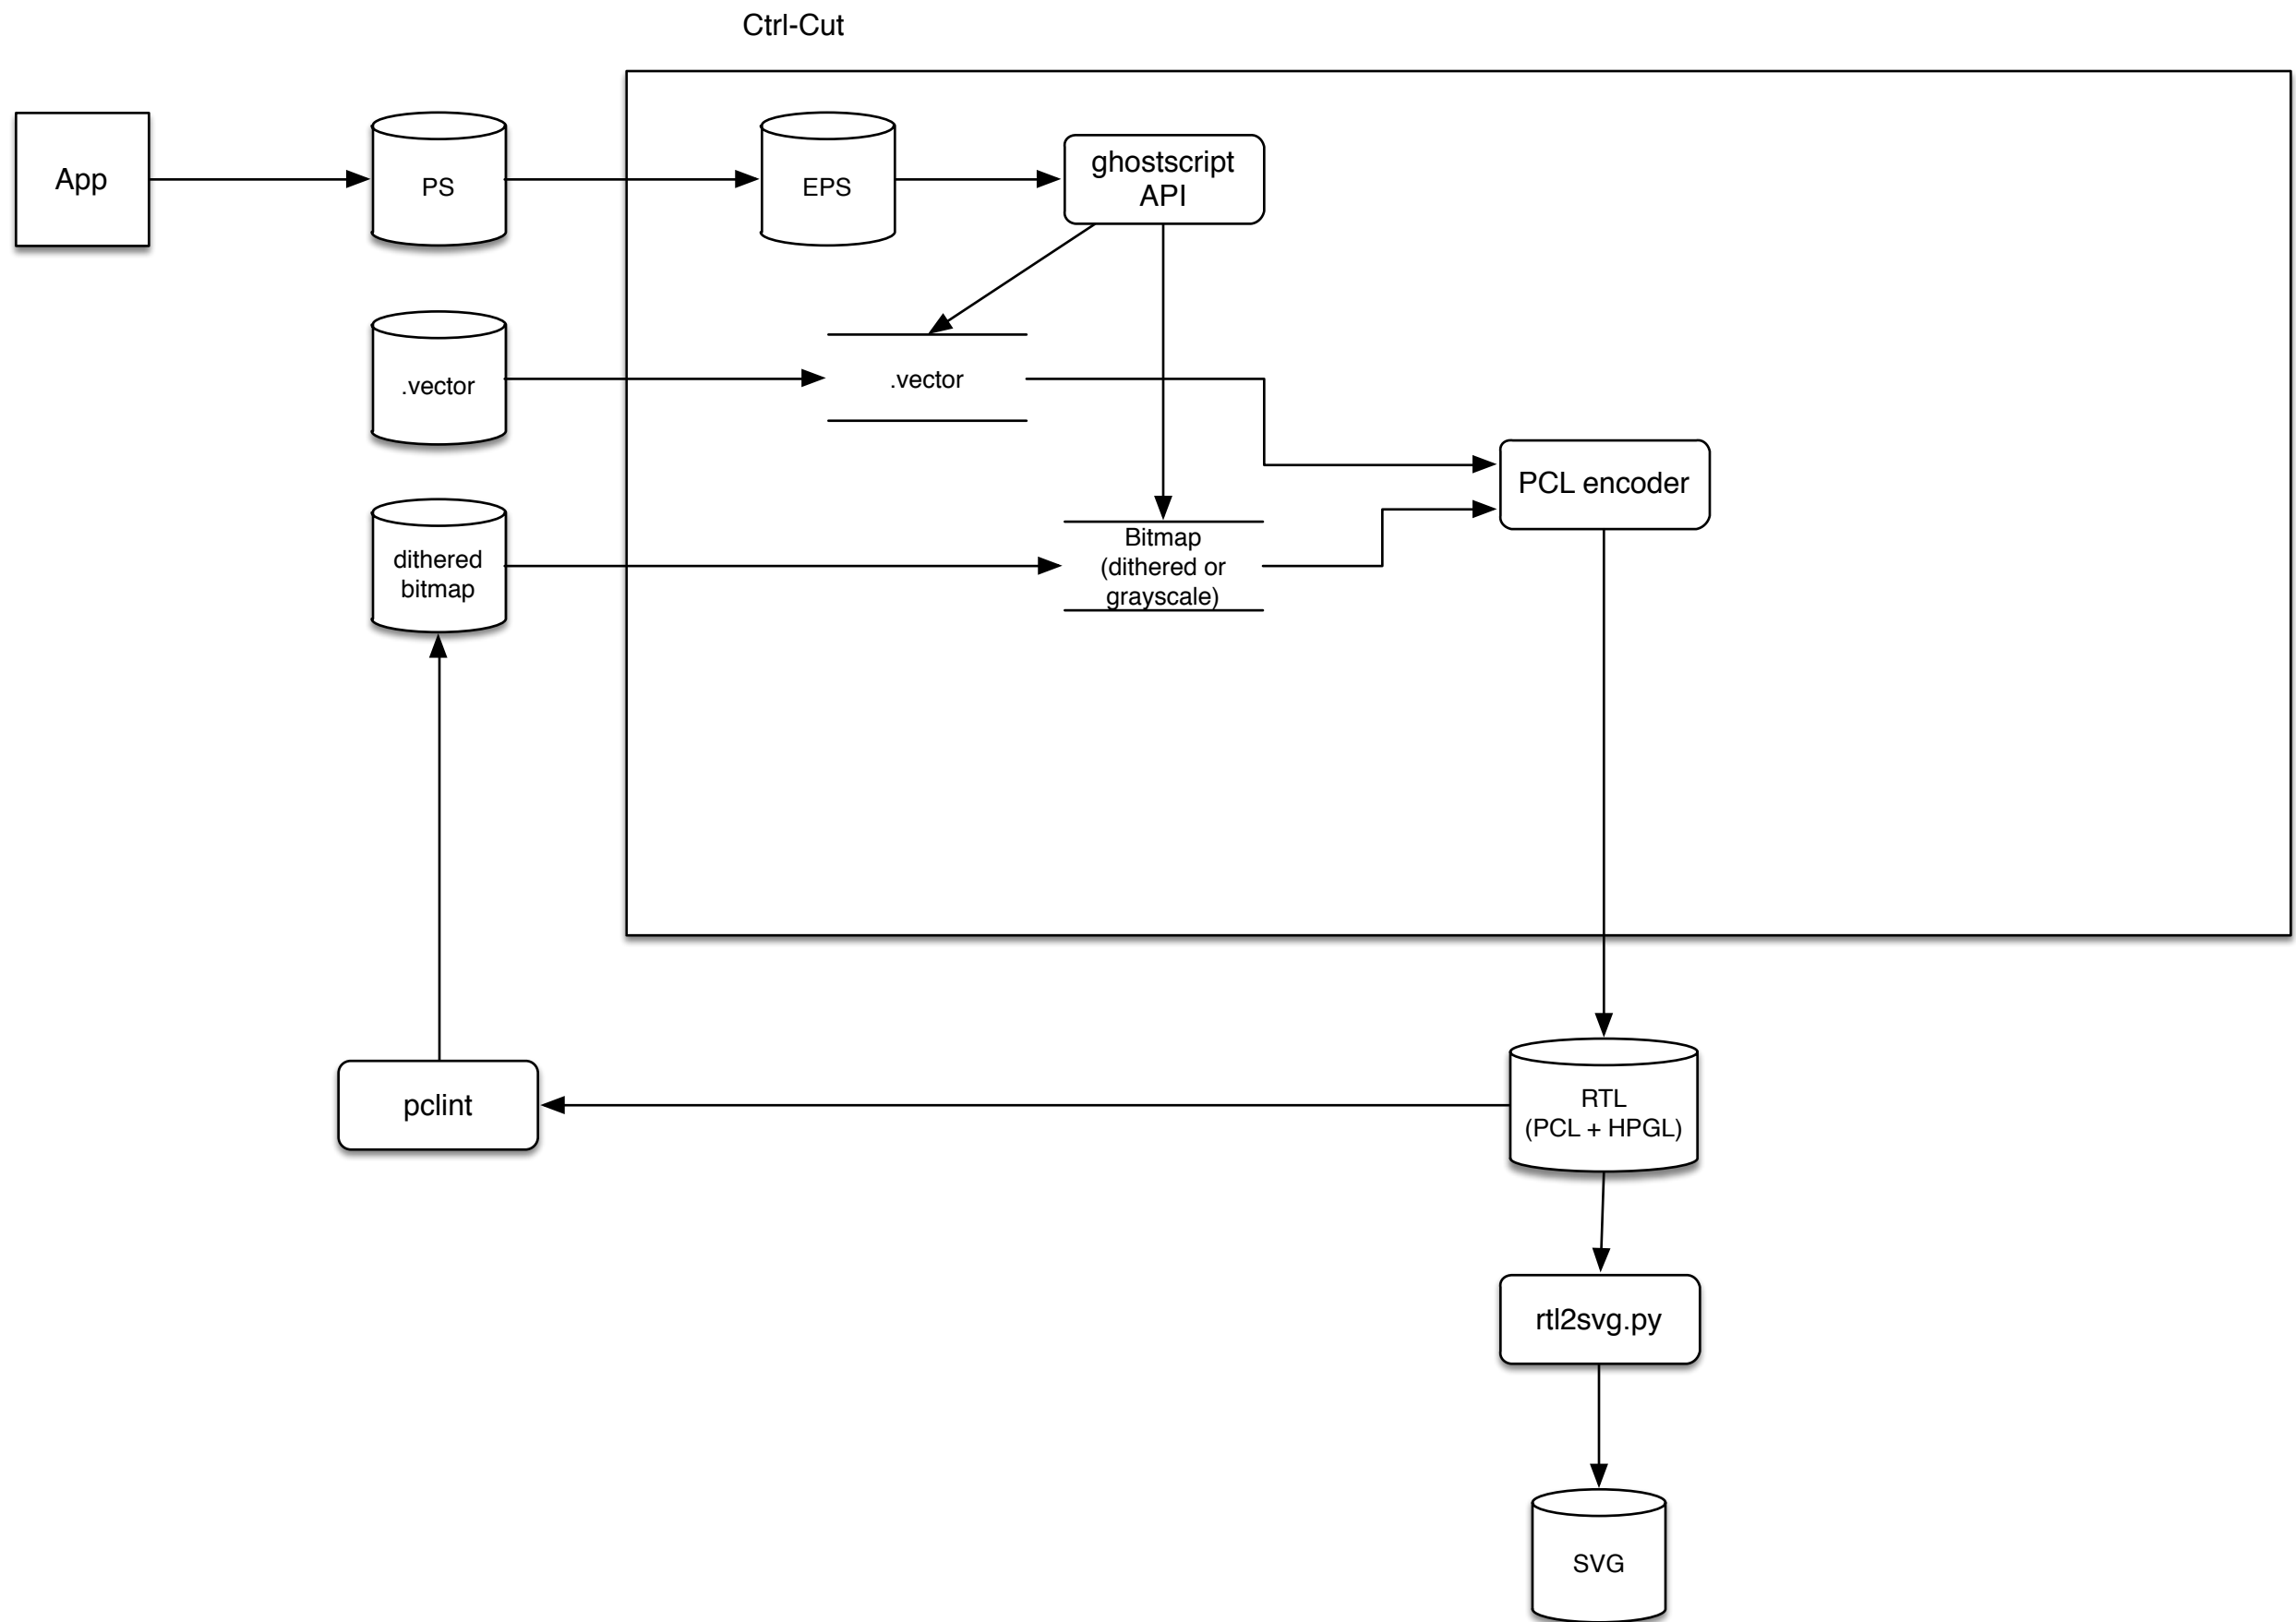 Ctrl-Cut
App
PS
EPS
ghostscript
API
.vector
.vector
PCL encoder
dithered
bitmap
Bitmap
(dithered or
grayscale)
pclint
RTL
(PCL + HPGL)
rtl2svg.py
SVG